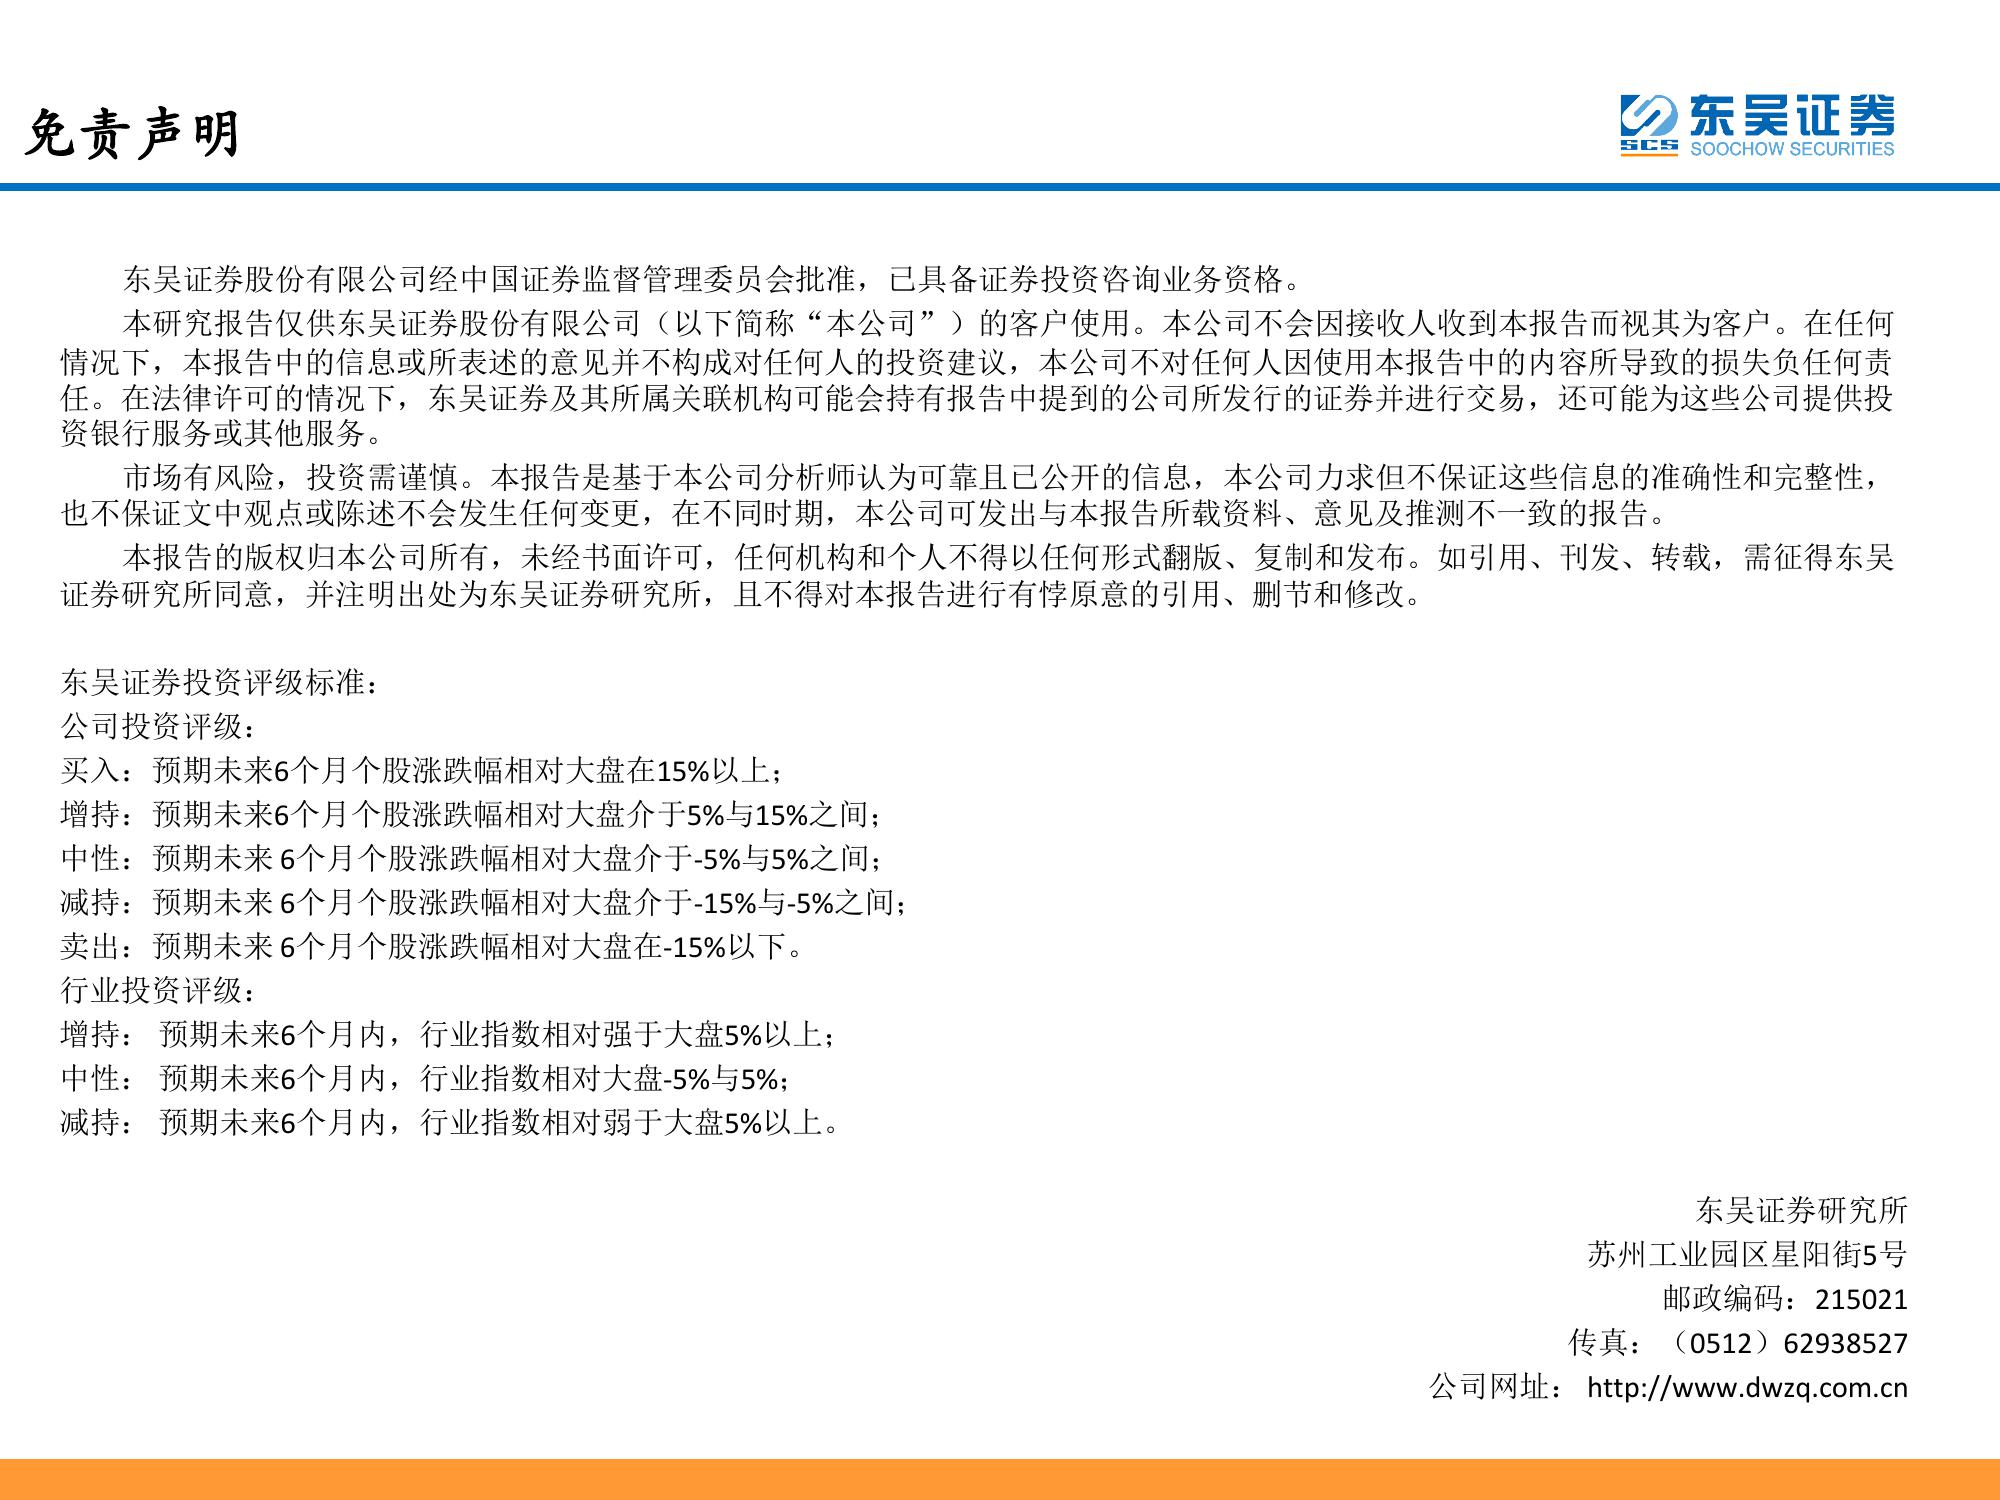 免责声明
东吴证券
SCS
SOOCHOW SECURITIES
东吴证券股份有限公司经中国证券监督管理委员会批准，已具备证券投资咨询业务资格。
本研究报告仅供东吴证券股份有限公司（以下简称“本公司”）的客户使用。本公司不会因接收人收到本报告而视其为客户。在任何
情况下，本报告中的信息或所表述的意见并不构成对任何人的投资建议，本公司不对任何人因使用本报告中的内容所导致的损失负任何责
任。在法律许可的情况下，东吴证券及其所属关联机构可能会持有报告中提到的公司所发行的证券并进行交易，还可能为这些公司提供投
资银行服务或其他服务。
市场有风险，投资需谨慎。本报告是基于本公司分析师认为可靠且已公开的信息，本公司力求但不保证这些信息的准确性和完整性，
也不保证文中观点或陈述不会发生任何变更，在不同时期，本公司可发出与本报告所载资料、意见及推测不一致的报告。
本报告的版权归本公司所有，未经书面许可，任何机构和个人不得以任何形式翻版、复制和发布。如引用、刊发、转载，需征得东吴
证券研究所同意，并注明出处为东吴证券研究所，且不得对本报告进行有悖原意的引用、删节和修改。
东吴证券投资评级标准：
公司投资评级：
买入：预期未来6个月个股涨跌幅相对大盘在15%以上；
增持：预期未来6个月个股涨跌幅相对大盘介于5%与15%之间；
中性：预期未来 6个月个股涨跌幅相对大盘介于-5%与5%之间；
减持：预期未来 6个月个股涨跌幅相对大盘介于-15%与-5%之间；
卖出：预期未来 6个月个股涨跌幅相对大盘在-15%以下。
行业投资评级：
增持： 预期未来6个月内，行业指数相对强于大盘5%以上；
中性： 预期未来6个月内，行业指数相对大盘-5%与5%；
减持： 预期未来6个月内，行业指数相对弱于大盘5%以上。
东吴证券研究所
苏州工业园区星阳街5号
邮政编码：215021
传真：（0512）62938527
公司网址： http://www.dwzq.com.cn